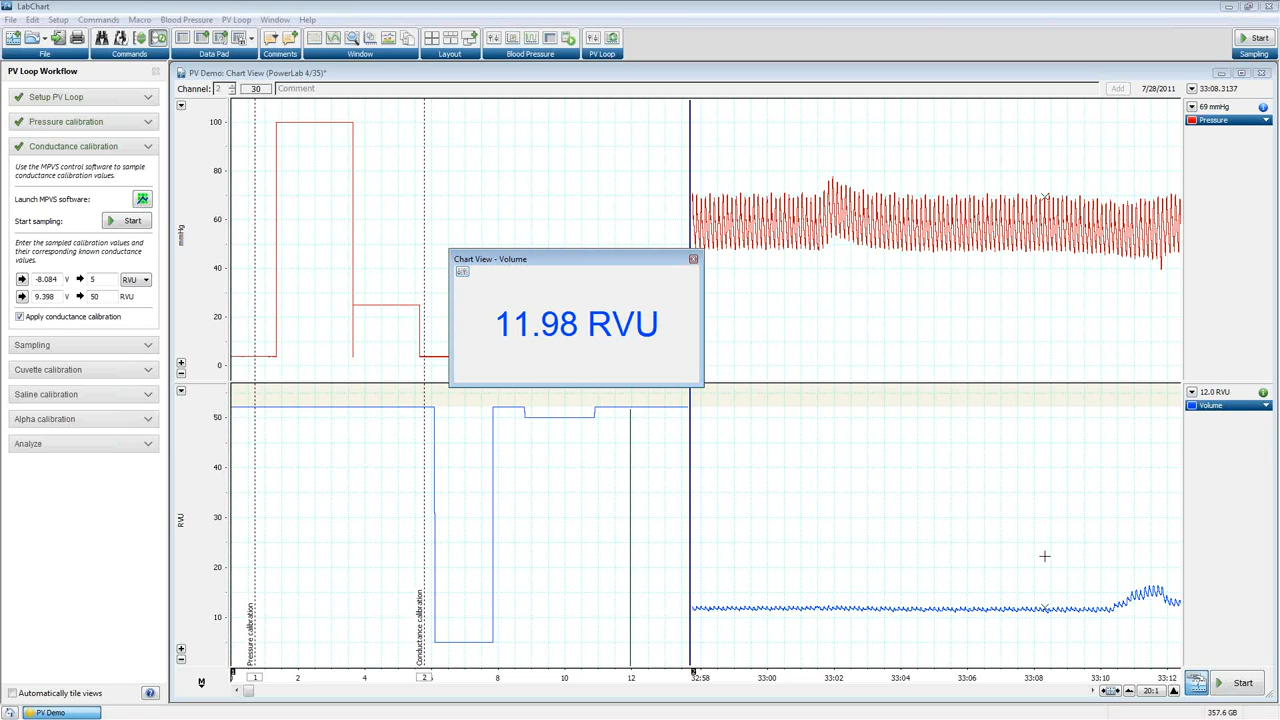 LabChart
File Edit Setup Commands Macro Blood Pressure PV Loop Window Help
File Commands Data Pad Comments Window Layout Blood Pressure PV Loop Sampling
Start
PV Loop Workflow
Setup PV Loop
Pressure calibration
Conductance calibration
Use the MPVS control software to sample
conductance calibration values.
Launch MPVS software:
Start sampling: Start
Enter the sampled calibration values and
their corresponding known conductance
values.
-8.084 V 5 RVU
9.398 V 50 RVU
Apply conductance calibration
Sampling
Cuvette calibration
Saline calibration
Alpha calibration
Analyze
Automatically tile views
PV Demo: Chart View (PowerLab 4/35)*
Channel: 2 30 Comment Add 7/28/2011 33:08.3137
69 mmHg
Pressure
100
80
60
40
20
0
mmHg
Chart View - Volume
11.98 RVU
12.0 RVU
Volume
50
40
30
20
10
RVU
Pressure calibration
Conductance calibration
M
1 2 2 4 6 8 10 12 32:58 33:00 33:02 33:04 33:06 33:08 33:10 33:12
20:1
Start
PV Demo
357.6 GB